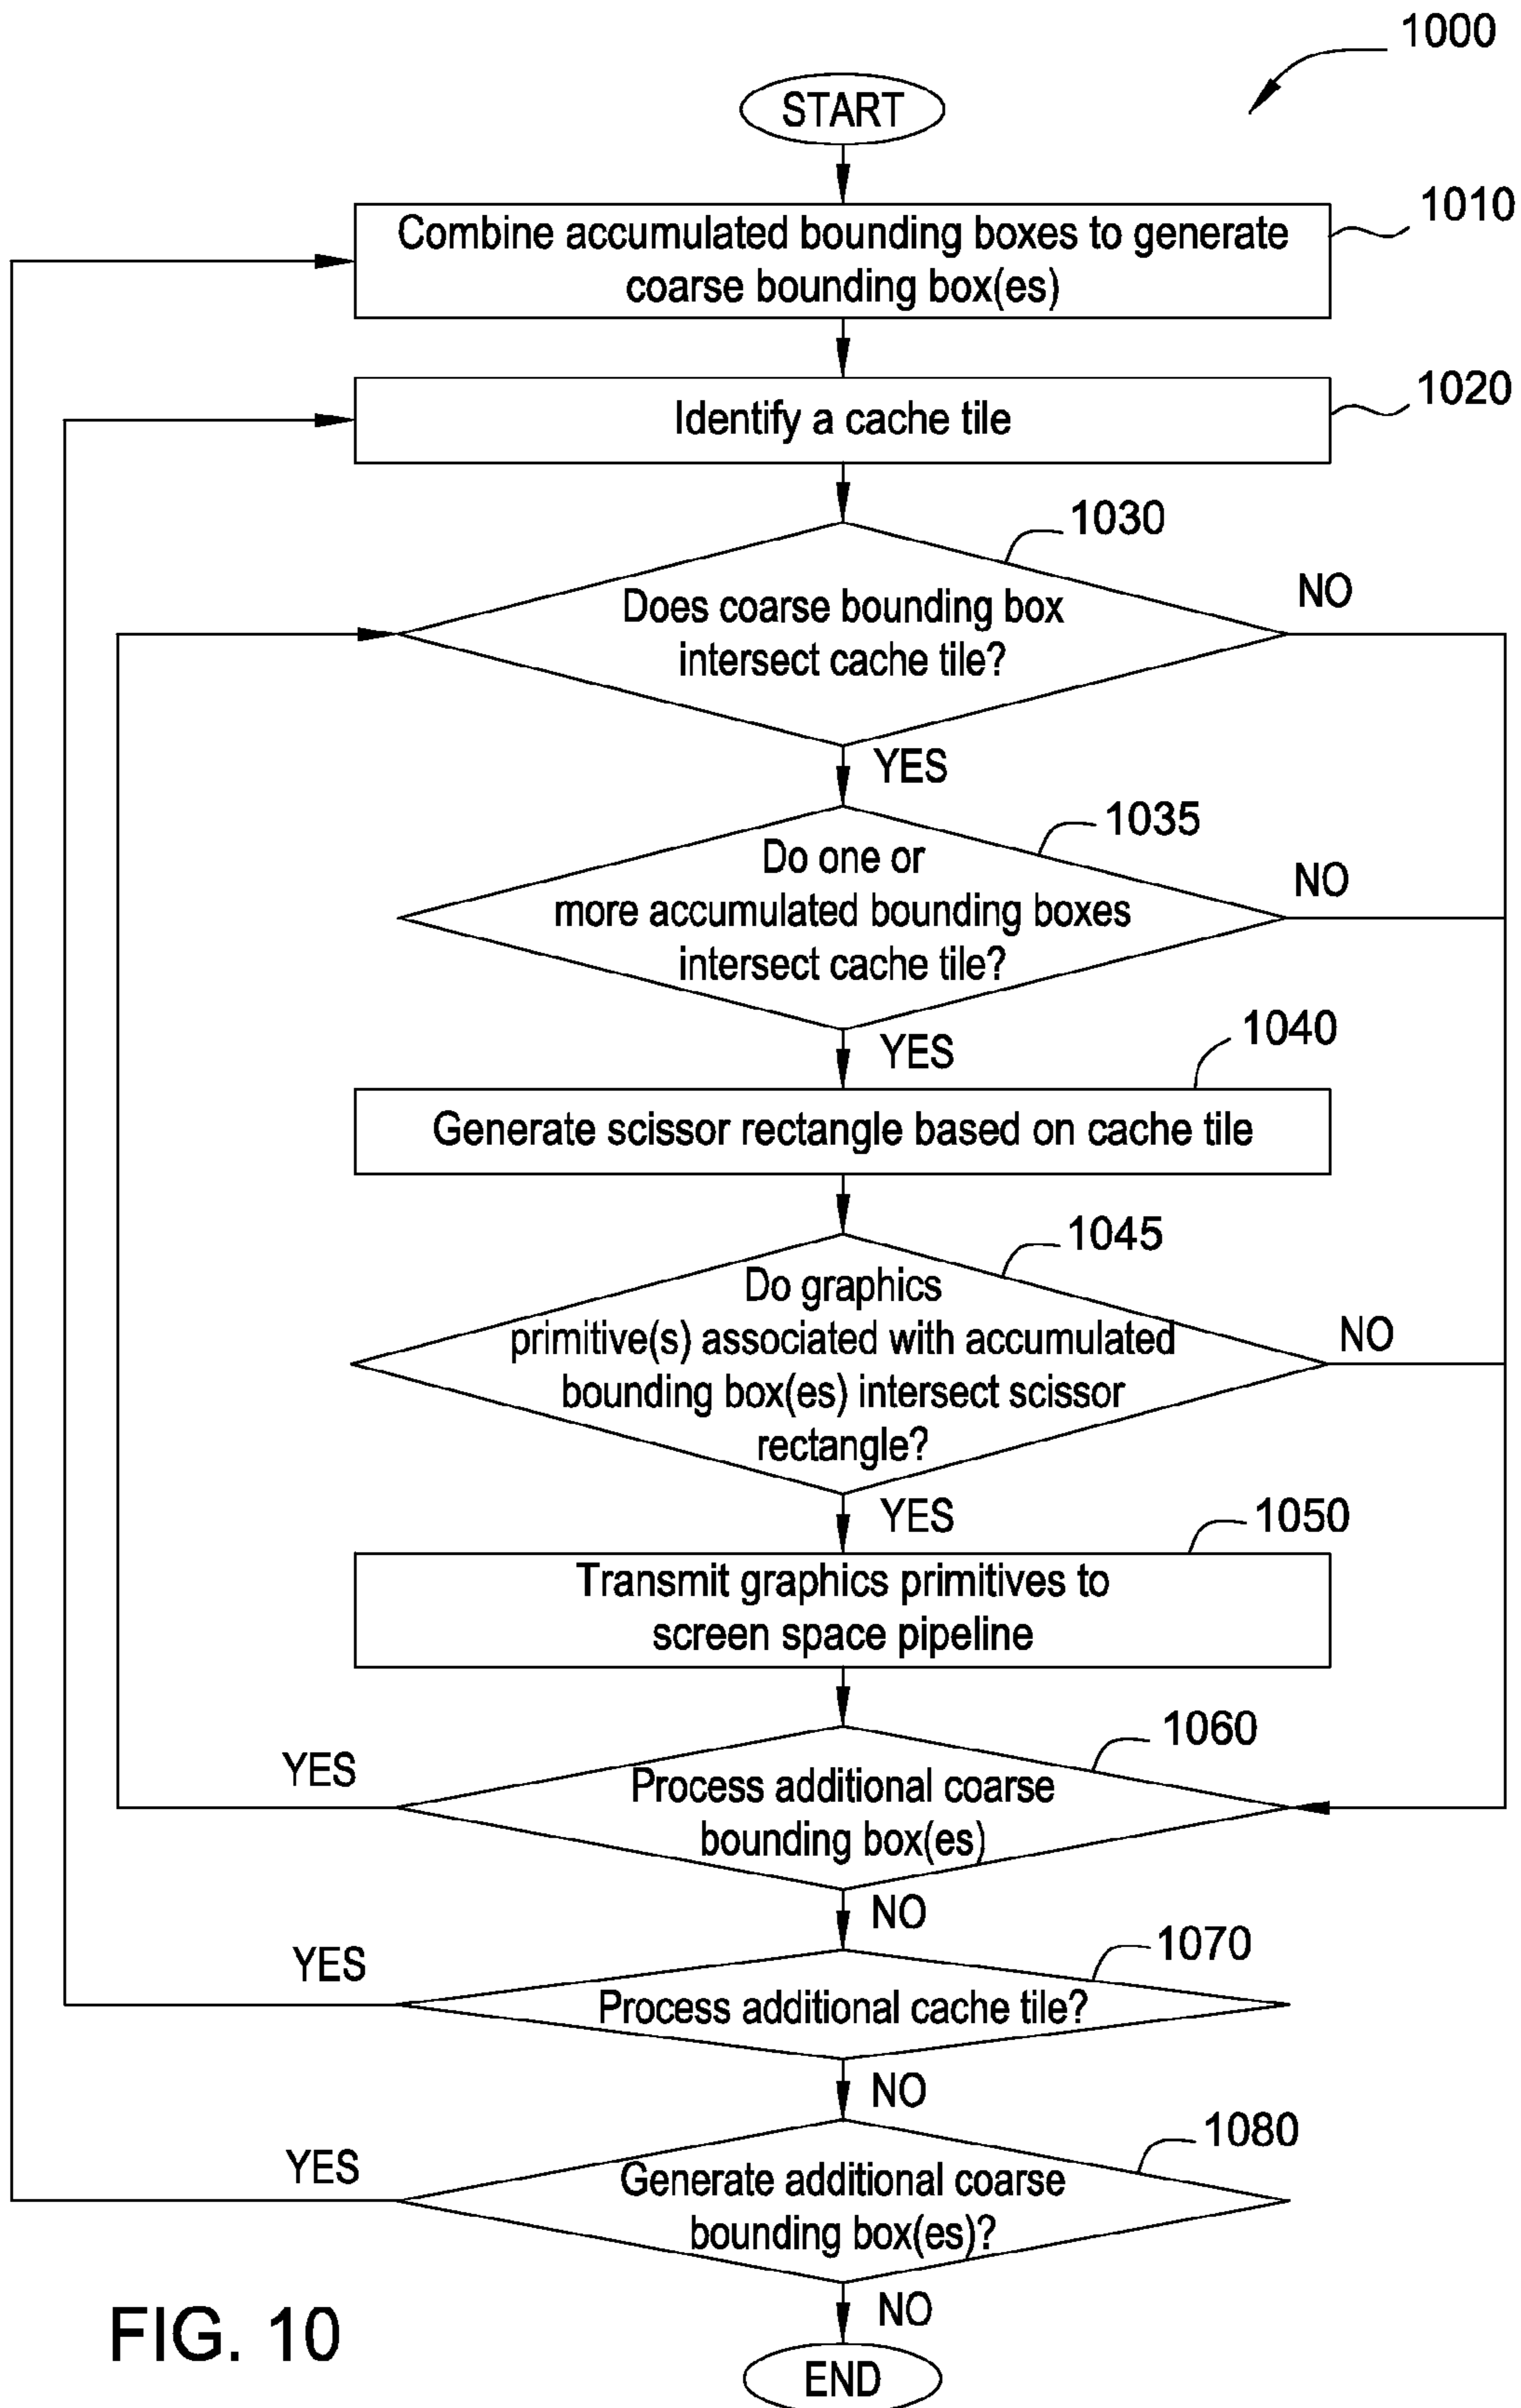 1000
START
Combine accumulated bounding boxes to generate
coarse bounding box(es)
1010
Identify a cache tile
1020
1030
Does coarse bounding box
intersect cache tile?
NO
YES
1035
Do one or
more accumulated bounding boxes
intersect cache tile?
NO
YES
1040
Generate scissor rectangle based on cache tile
1045
Do graphics
primitive(s) associated with accumulated
bounding box(es) intersect scissor
rectangle?
NO
YES
1050
Transmit graphics primitives to
screen space pipeline
1060
YES
Process additional coarse
bounding box(es)
NO
1070
YES
Process additional cache tile?
NO
1080
YES
Generate additional coarse
bounding box(es)?
NO
FIG. 10
END